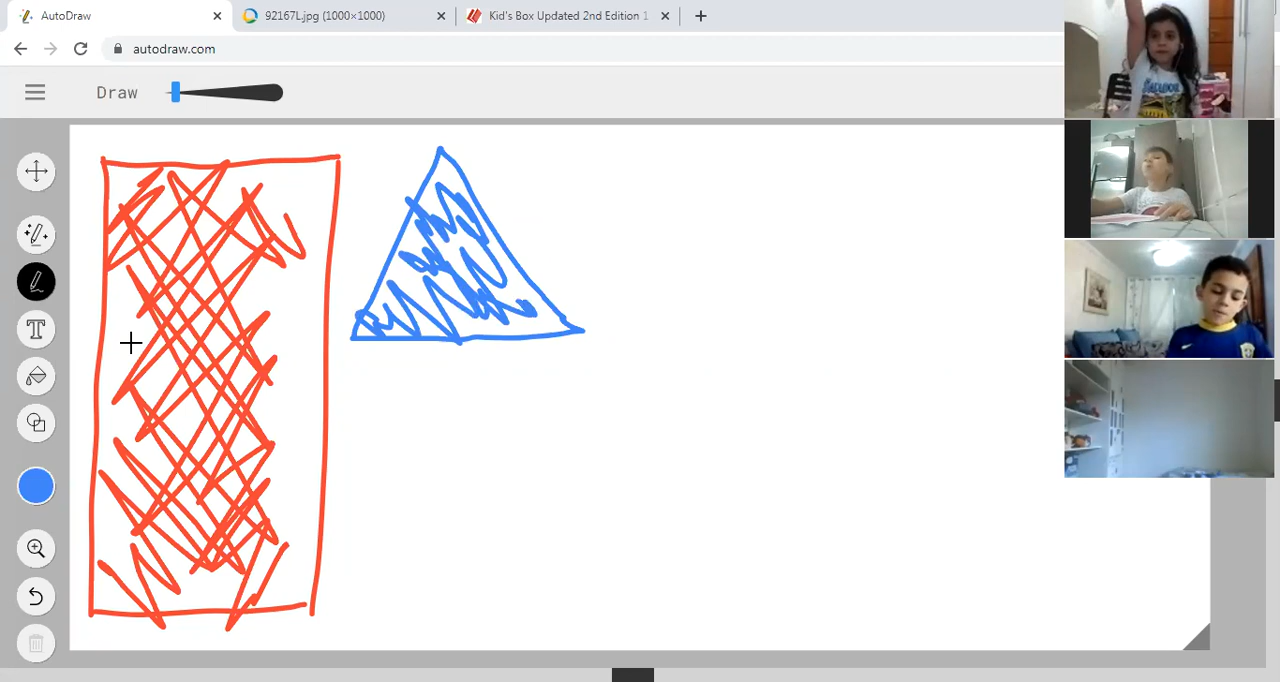 AutoDraw
92167L.jpg (1000×1000)
Kid's Box Updated 2nd Edition 1
autodraw.com
Draw
T